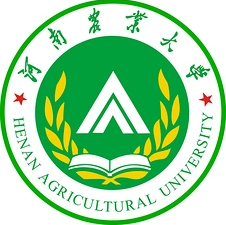 河南农业大学
HENAN AGRICULTURAL UNIVERSITY